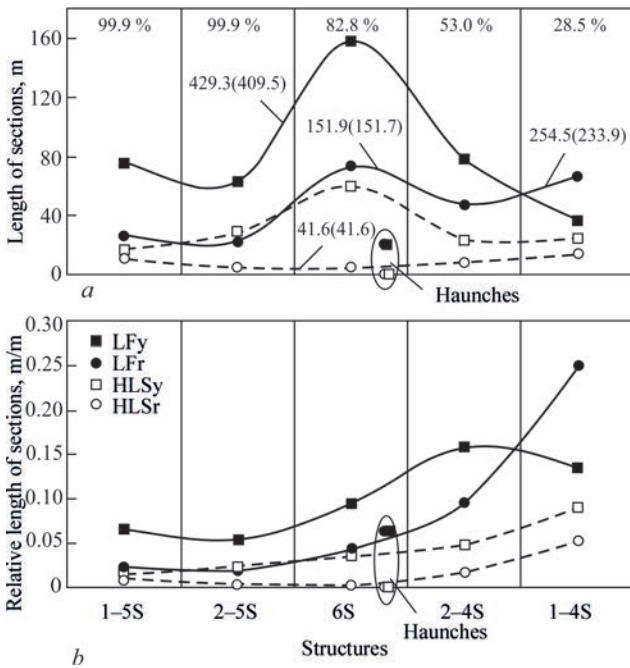 99.9 % 99.9 % 82.8 % 53.0 % 28.5 %
160
120
80
40
0
Length of sections, m
429.3(409.5)
151.9(151.7)
254.5(233.9)
41.6(41.6)
Haunches
a
0.30
0.25
0.20
0.15
0.10
0.05
0
Relative length of sections, m/m
LFy
LFr
HLSy
HLSr
Haunches
1–5S 2–5S 6S 2–4S 1–4S
Structures
b